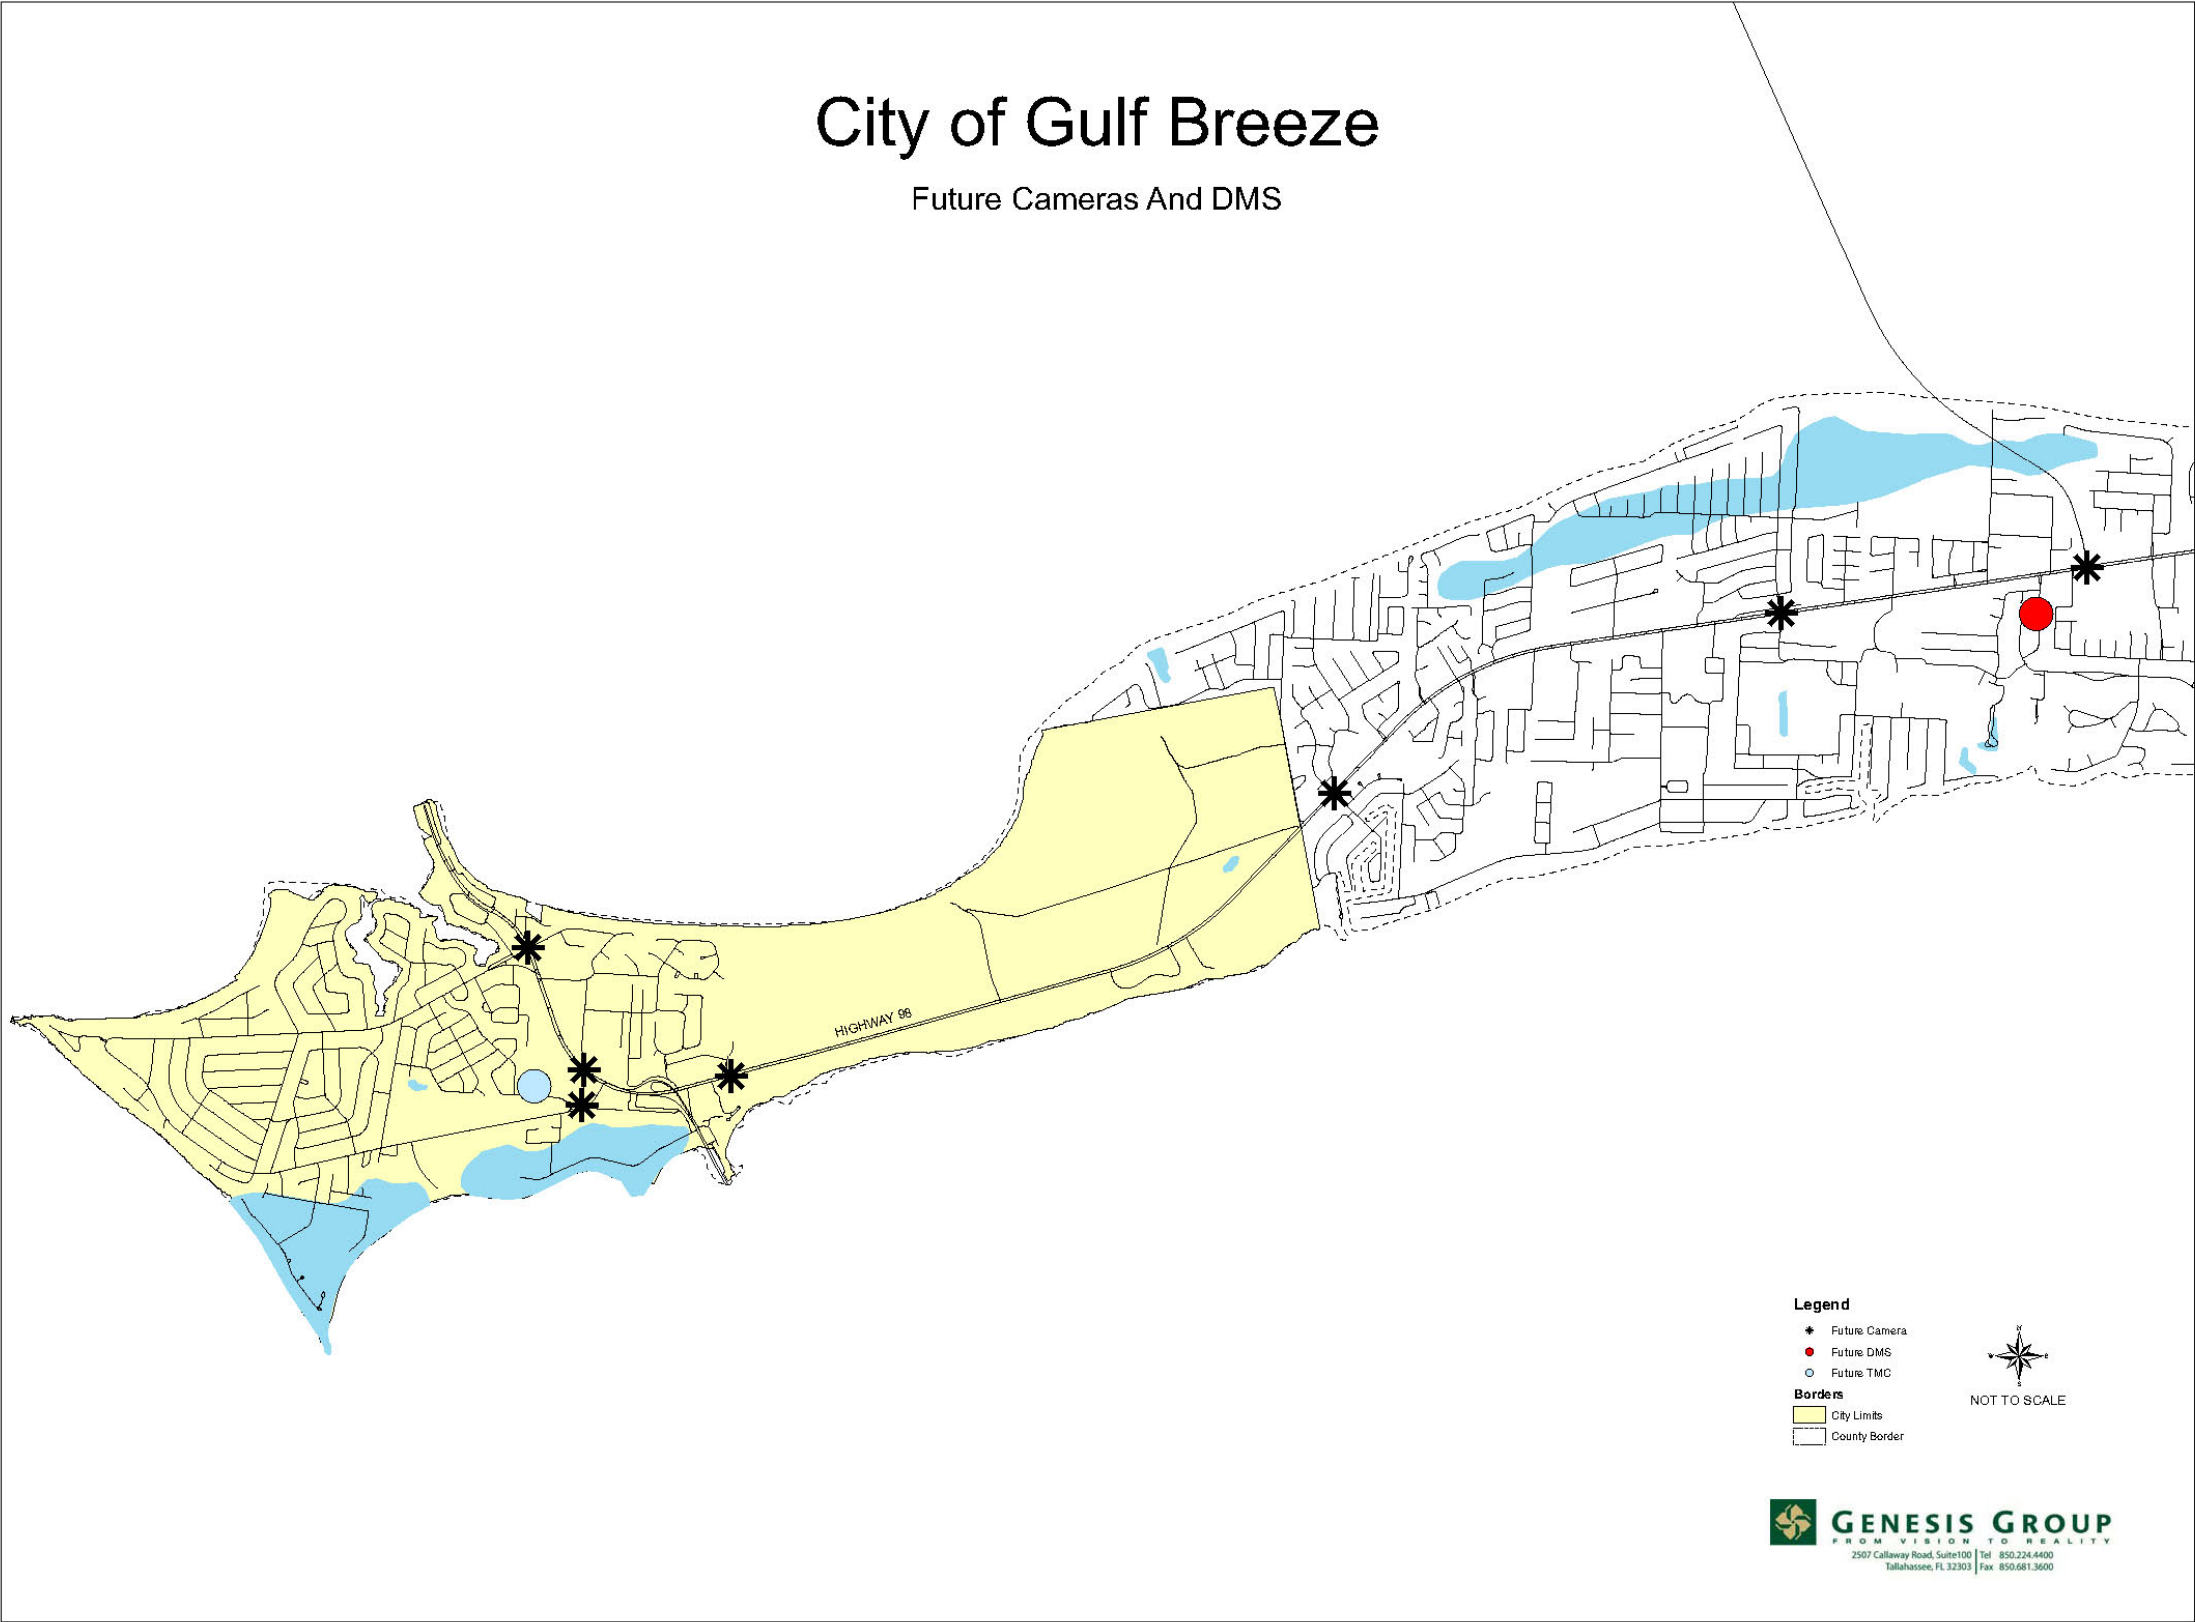 City of Gulf Breeze
Future Cameras And DMS
HIGHWAY 98
Legend
Future Camera
Future DMS
Future TMC
Borders
City Limits
County Border
N
W
E
S
NOT TO SCALE
GENESIS GROUP
FROM VISION TO REALITY
2507 Callaway Road, Suite100 | Tel 850.224.4400
Tallahassee, FL 32303 | Fax 850.681.3600